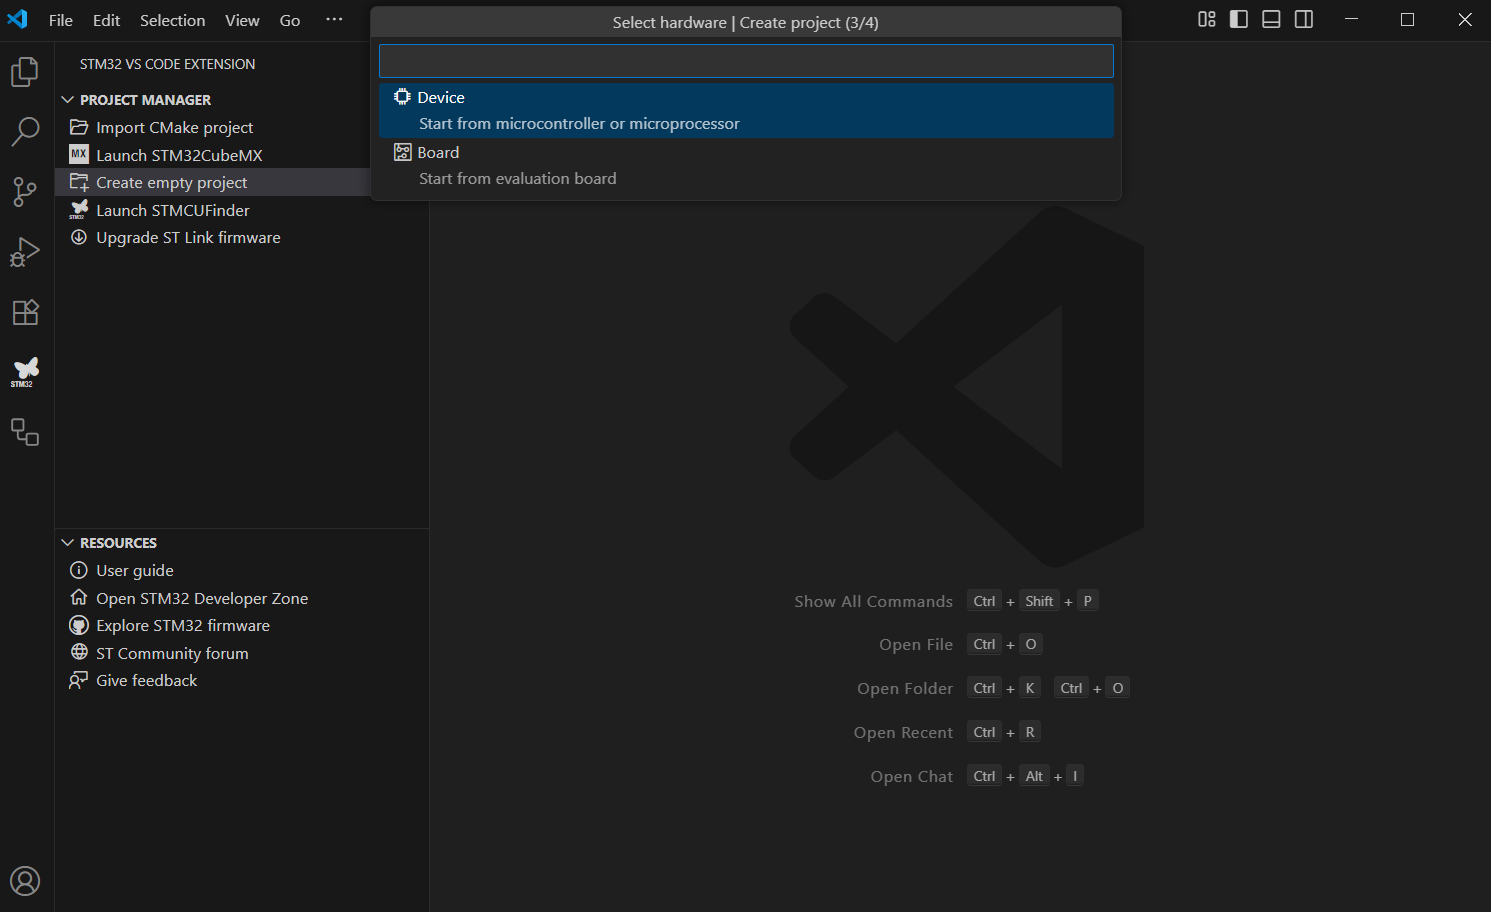 File Edit Selection View Go ···
Select hardware | Create project (3/4)
STM32 VS CODE EXTENSION
PROJECT MANAGER
Import CMake project
MX Launch STM32CubeMX
Create empty project
STM32 Launch STMCUFinder
Upgrade ST Link firmware
Device
Start from microcontroller or microprocessor
Board
Start from evaluation board
STM32
Show All Commands Ctrl + Shift + P
Open File Ctrl + O
Open Folder Ctrl + K Ctrl + O
Open Recent Ctrl + R
Open Chat Ctrl + Alt + I
RESOURCES
User guide
Open STM32 Developer Zone
Explore STM32 firmware
ST Community forum
Give feedback